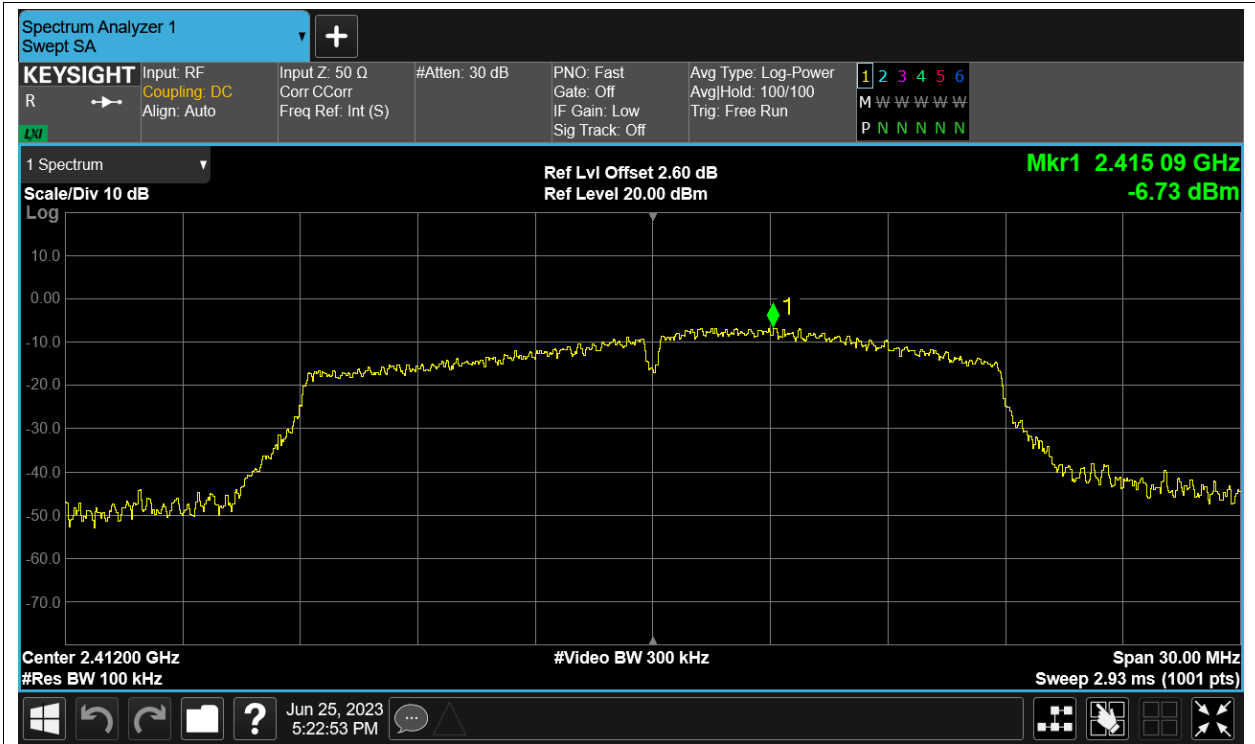 Spectrum Analyzer 1
Swept SA
KEYSIGHT
R
LXI
Input: RF
Coupling: DC
Align: Auto
Input Z: 50 Ω
Corr CCorr
Freq Ref: Int (S)
#Atten: 30 dB
PNO: Fast
Gate: Off
IF Gain: Low
Sig Track: Off
Avg Type: Log-Power
Avg|Hold: 100/100
Trig: Free Run
1 2 3 4 5 6
M W W W W W
P N N N N N
1 Spectrum
Scale/Div 10 dB
Log
Ref Lvl Offset 2.60 dB
Ref Level 20.00 dBm
Mkr1 2.415 09 GHz
-6.73 dBm
10.0
0.00
-10.0
-20.0
-30.0
-40.0
-50.0
-60.0
-70.0
1
Center 2.41200 GHz
#Res BW 100 kHz
#Video BW 300 kHz
Span 30.00 MHz
Sweep 2.93 ms (1001 pts)
?
Jun 25, 2023
5:22:53 PM